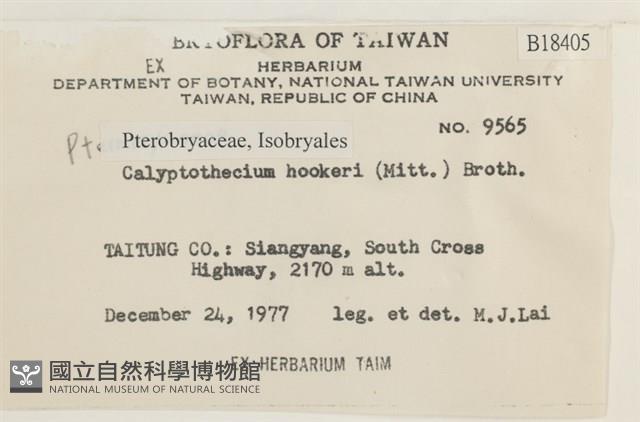 BRYOFLORA OF TAIWAN
B18405
EX
HERBARIUM
DEPARTMENT OF BOTANY, NATIONAL TAIWAN UNIVERSITY
TAIWAN, REPUBLIC OF CHINA
NO. 9565
Pterobryaceae, Isobryales
Calyptothecium hookeri (Mitt.) Broth.
TAITUNG CO.: Siangyang, South Cross
Highway, 2170 m alt.
December 24, 1977 leg. et det. M.J.Lai
EX HERBARIUM TAIM
國立自然科學博物館
NATIONAL MUSEUM OF NATURAL SCIENCE